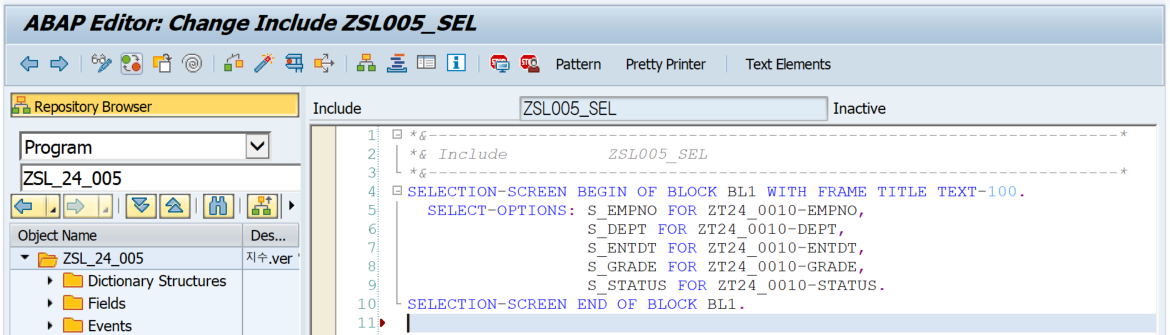 ABAP Editor: Change Include ZSL005_SEL
Pattern Pretty Printer Text Elements
Repository Browser
Program
ZSL_24_005
Object Name Des...
ZSL_24_005 지수.ver
Dictionary Structures
Fields
Events
Include ZSL005_SEL Inactive
1 *&---------------------------------------------------------------------*
2 *& Include ZSL005_SEL
3 *&---------------------------------------------------------------------*
4 SELECTION-SCREEN BEGIN OF BLOCK BL1 WITH FRAME TITLE TEXT-100.
5 SELECT-OPTIONS: S_EMPNO FOR ZT24_0010-EMPNO,
6 S_DEPT FOR ZT24_0010-DEPT,
7 S_ENTDT FOR ZT24_0010-ENTDT,
8 S_GRADE FOR ZT24_0010-GRADE,
9 S_STATUS FOR ZT24_0010-STATUS.
10 SELECTION-SCREEN END OF BLOCK BL1.
11